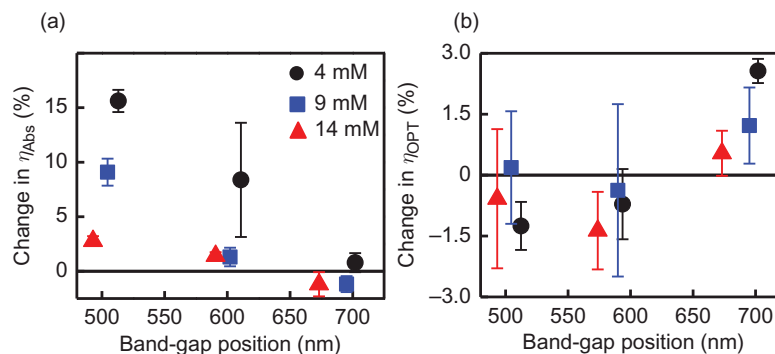 (a)
Change in ηAbs (%)
15
10
5
0
4 mM
9 mM
14 mM
500 550 600 650 700
Band-gap position (nm)
(b)
Change in ηOPT (%)
3.0
1.5
0
–1.5
–3.0
500 550 600 650 700
Band-gap position (nm)